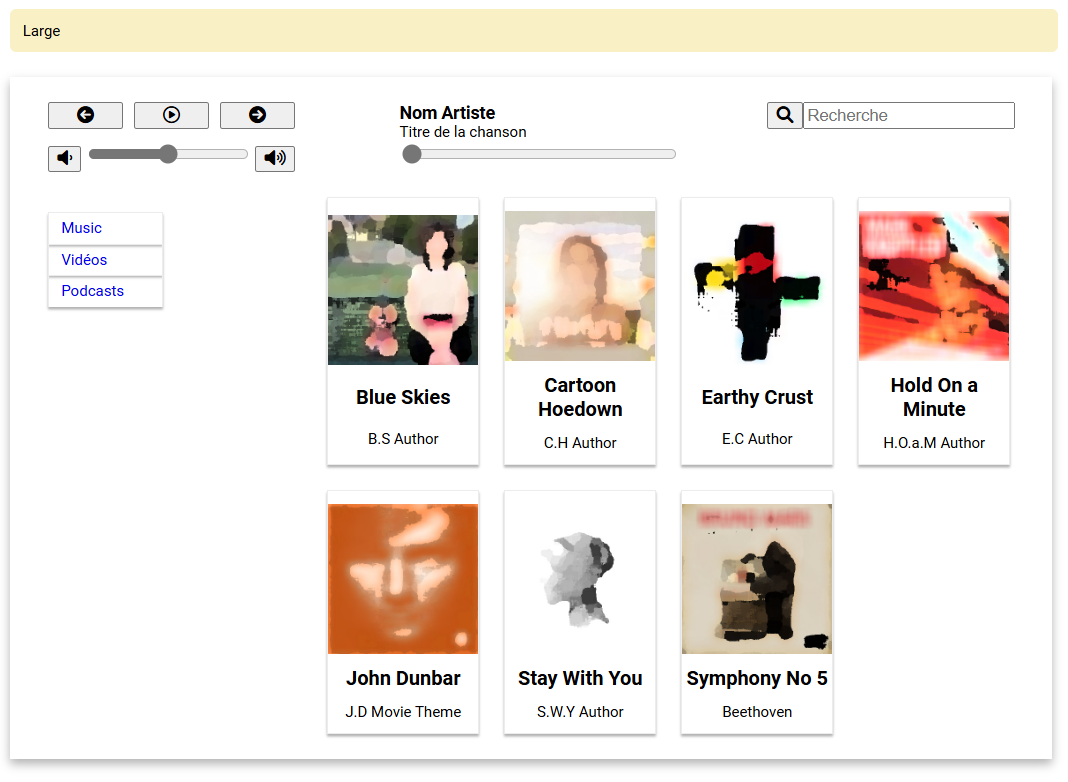 Large
Nom Artiste
Titre de la chanson
Recherche
Music
Vidéos
Podcasts
Blue Skies
B.S Author
Cartoon
Hoedown
C.H Author
Earthy Crust
E.C Author
Hold On a
Minute
H.O.a.M Author
John Dunbar
J.D Movie Theme
Stay With You
S.W.Y Author
Symphony No 5
Beethoven